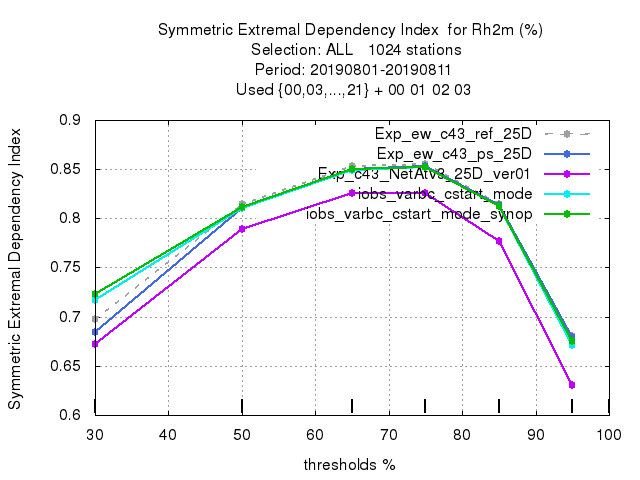 Symmetric Extremal Dependency Index  for Rh2m (%)
Selection: ALL   1024 stations
Period: 20190801-20190811
Used {00,03,...,21} + 00 01 02 03
Symmetric Extremal Dependency Index
0.9
0.85
0.8
0.75
0.7
0.65
0.6
Exp_ew_c43_ref_25D
Exp_ew_c43_ps_25D
Exp_c43_NetAtv3_25D_ver01
iobs_varbc_cstart_mode
iobs_varbc_cstart_mode_synop
30 40 50 60 70 80 90 100
thresholds %